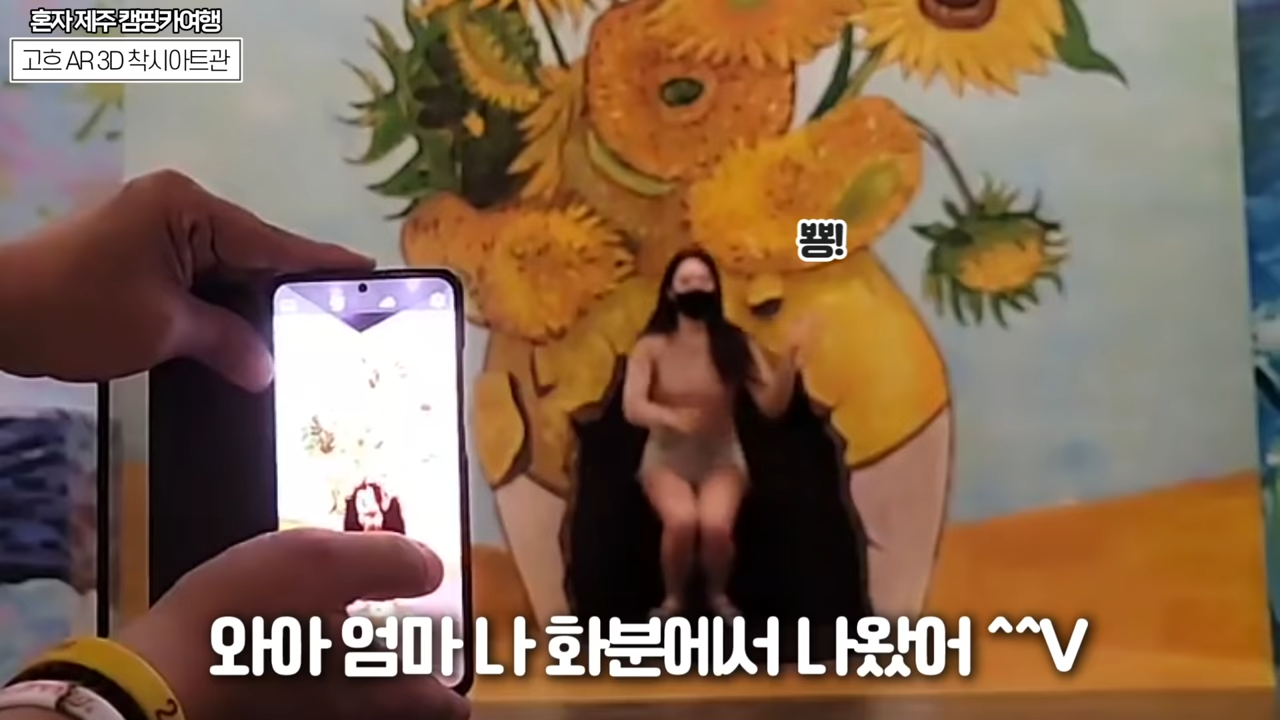 혼자 제주 캠핑카여행
고흐 AR 3D 착시아트관
뿅!
와아 엄마 나 화분에서 나왔어 ^^V